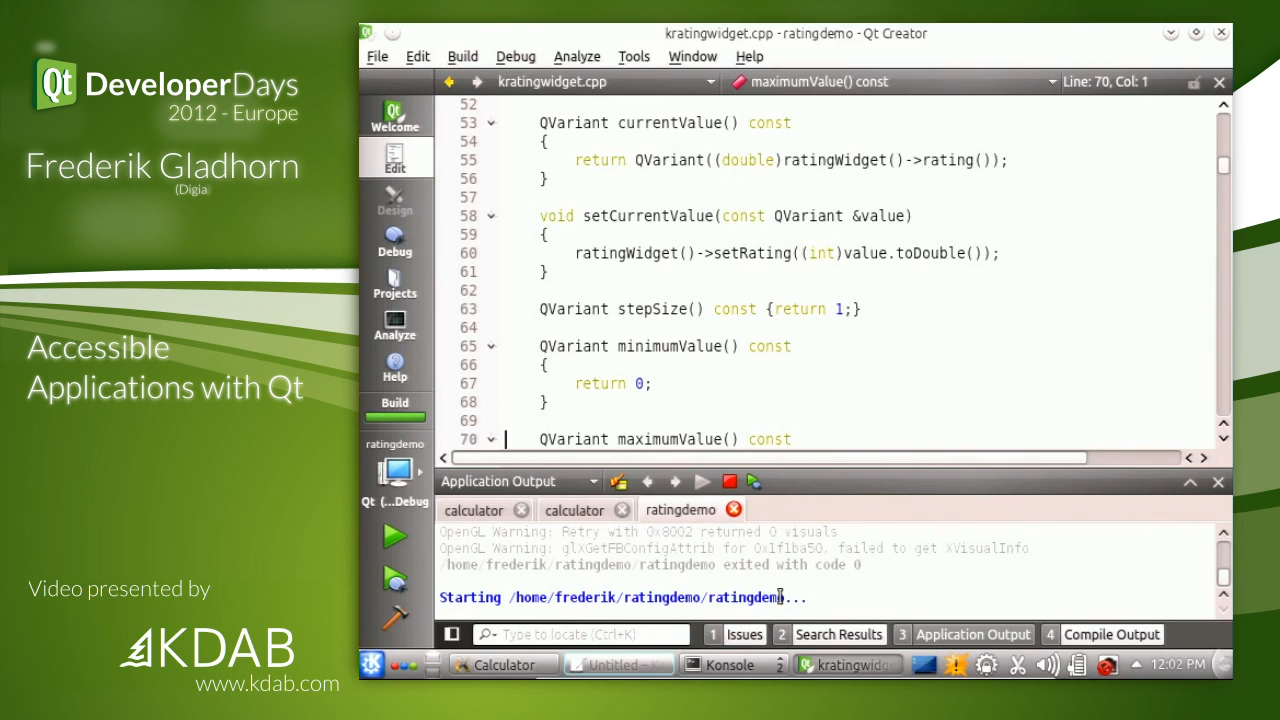 Qt DeveloperDays
2012 - Europe
Frederik Gladhorn
(Digia
Accessible
Applications with Qt
Video presented by
KDAB
www.kdab.com
kratingwidget.cpp - ratingdemo - Qt Creator
File Edit Build Debug Analyze Tools Window Help
kratingwidget.cpp maximumValue() const Line: 70, Col: 1
Qt
Welcome
Edit
Design
Debug
Projects
Analyze
Help
Build
ratingdemo
Qt (...Debug
52
53 QVariant currentValue() const
54 {
55 return QVariant((double)ratingWidget()->rating());
56 }
57
58 void setCurrentValue(const QVariant &value)
59 {
60 ratingWidget()->setRating((int)value.toDouble());
61 }
62
63 QVariant stepSize() const {return 1;}
64
65 QVariant minimumValue() const
66 {
67 return 0;
68 }
69
70 QVariant maximumValue() const
Application Output
calculator calculator ratingdemo
OpenGL Warning: Retry with 0x8002 returned 0 visuals
OpenGL Warning: glXGetFBConfigAttrib for 0x1f1ba50, failed to get XVisualInfo
/home/frederik/ratingdemo/ratingdemo exited with code 0
Starting /home/frederik/ratingdemo/ratingdemo...
Type to locate (Ctrl+K) 1 Issues 2 Search Results 3 Application Output 4 Compile Output
Calculator Untitled – K Konsole 2 kratingwid 12:02 PM